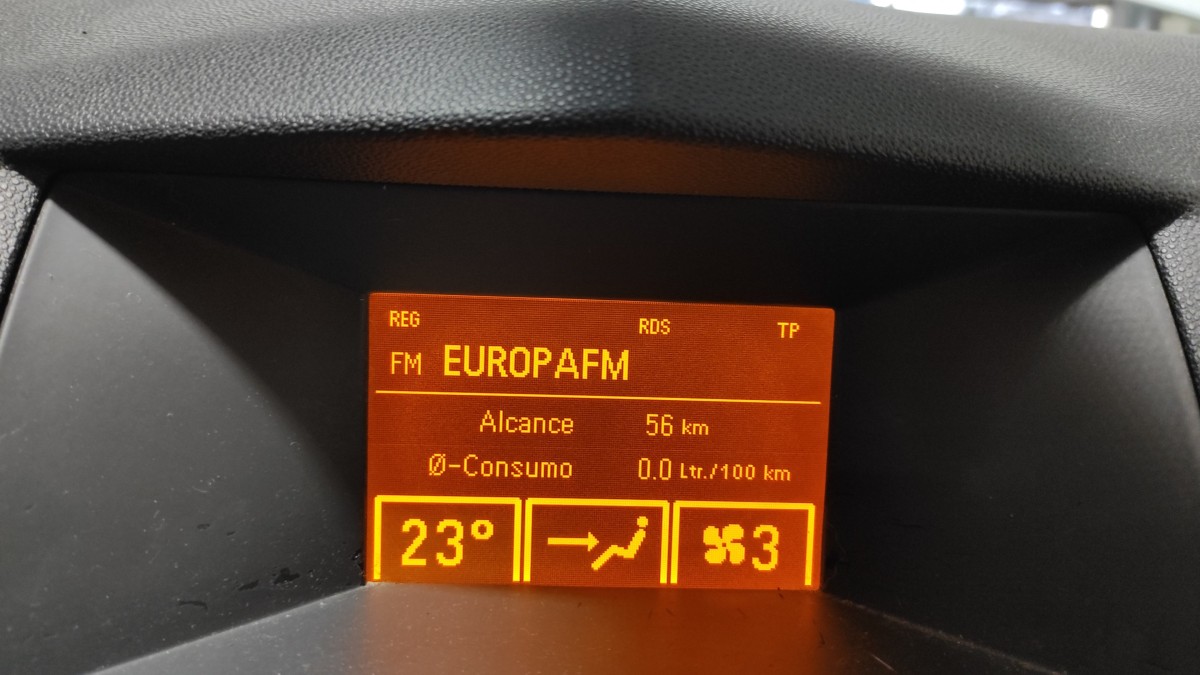 REG RDS TP
FM EUROPAFM
Alcance 56 km
Ø-Consumo 0.0 Ltr./100 km
23° 3